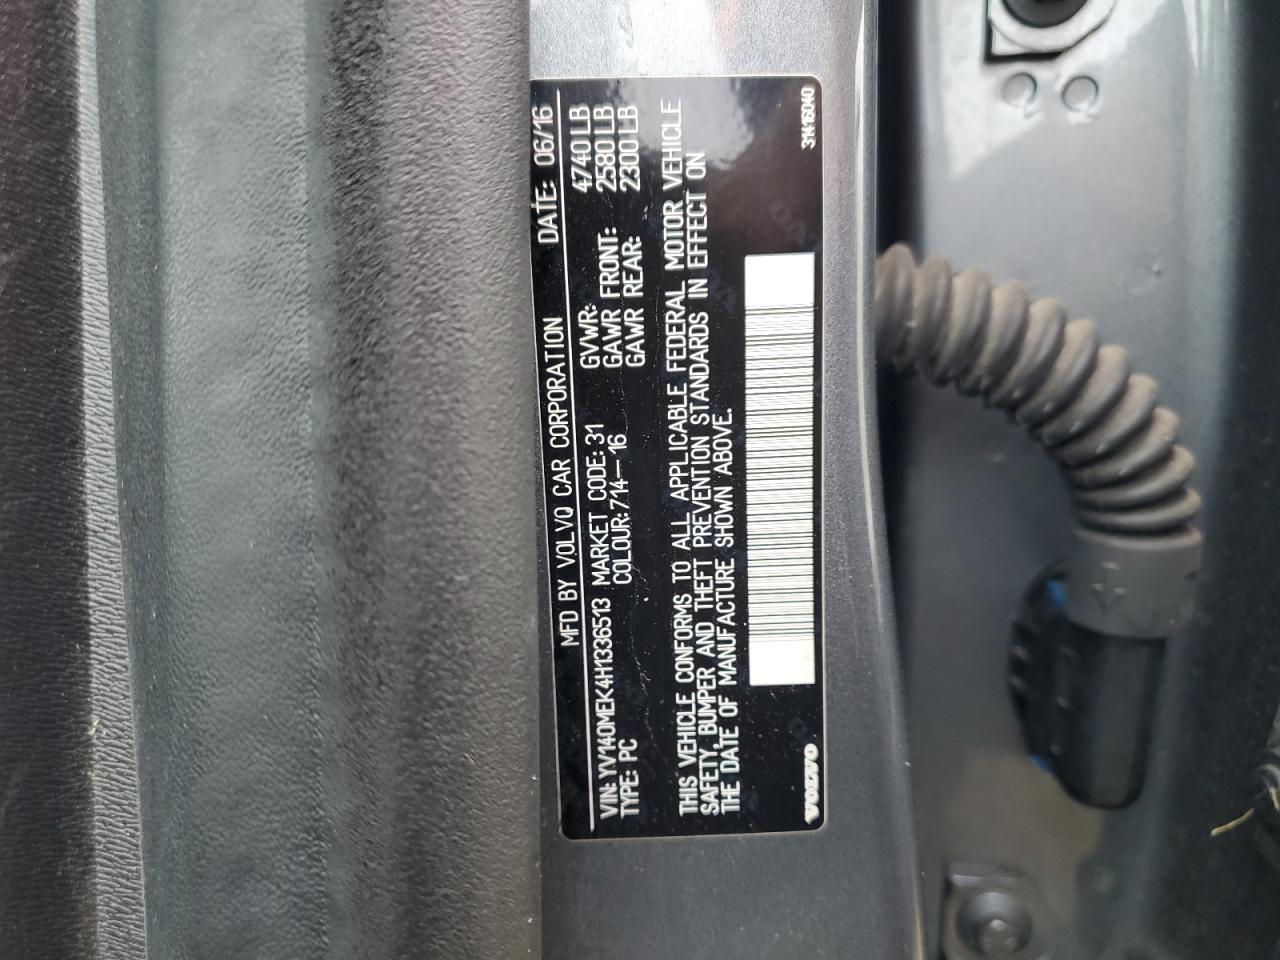 MFD BY VOLVO CAR CORPORATION DATE: 06/16
VIN: YV140MEK4H1336513 MARKET CODE: 31 GVWR: 4740 LB
TYPE: PC COLOUR: 714—16 GAWR FRONT: 2580 LB
GAWR REAR: 2300 LB
THIS VEHICLE CONFORMS TO ALL APPLICABLE FEDERAL MOTOR VEHICLE
SAFETY, BUMPER AND THEFT PREVENTION STANDARDS IN EFFECT ON
THE DATE OF MANUFACTURE SHOWN ABOVE.
VOLVO 31416040